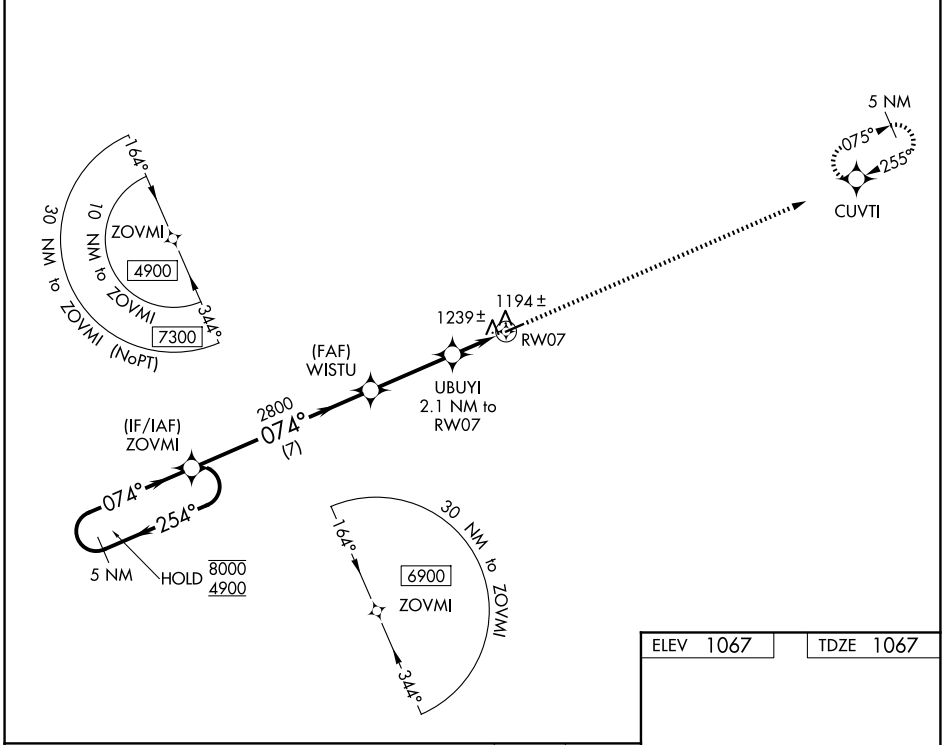 5 NM
075°
255°
CUVTI
164°
ZOVMI
4900
10 NM to ZOVMI
30 NM to ZOVMI (NoPT)
7300
344°
1194±
1239±
RW07
(FAF)
WISTU
UBUYI
2.1 NM to
RW07
2800
074°
(7)
(IF/IAF)
ZOVMI
074°
254°
5 NM
HOLD
8000
4900
164°
30 NM to ZOVMI
6900
ZOVMI
344°
ELEV 1067
TDZE 1067